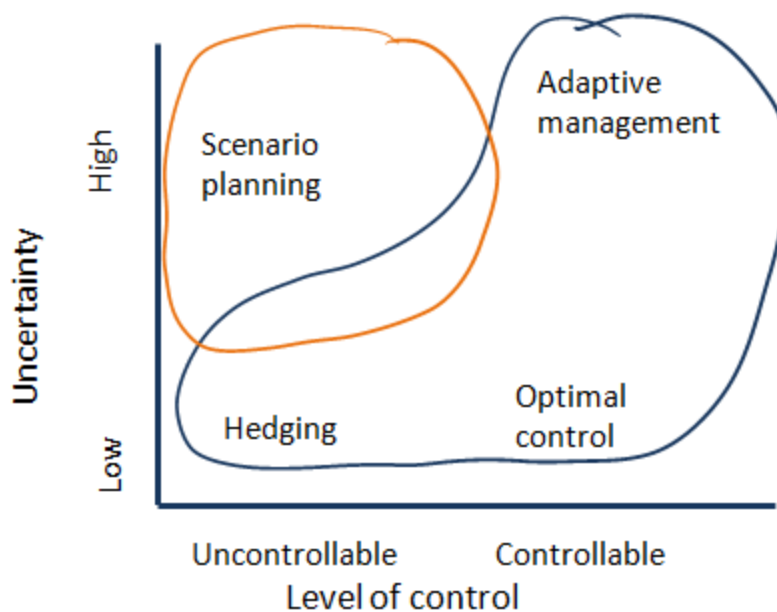 Adaptive
management
Scenario
planning
High
Uncertainty
Low
Hedging
Optimal
control
Uncontrollable
Controllable
Level of control